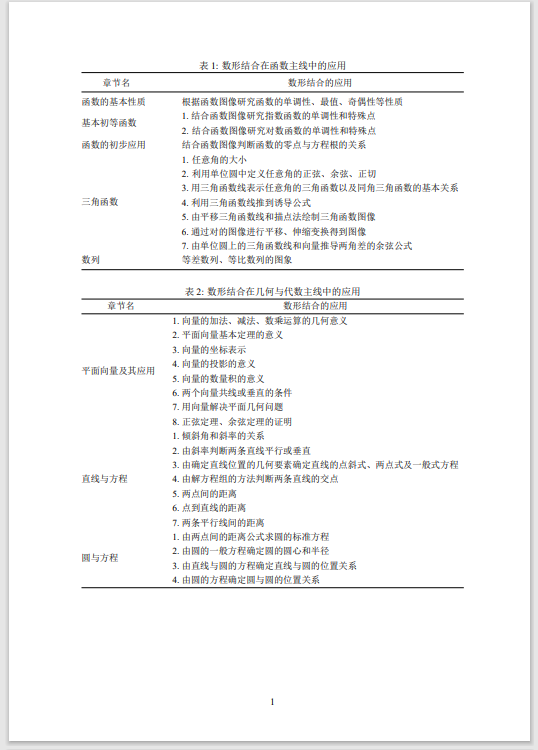 表 1: 数形结合在函数主线中的应用
章节名 数形结合的应用
函数的基本性质 根据函数图像研究函数的单调性、最值、奇偶性等性质
基本初等函数
1. 结合函数图像研究指数函数的单调性和特殊点
2. 结合函数图像研究对数函数的单调性和特殊点
函数的初步应用 结合函数图像判断函数的零点与方程根的关系
三角函数
1. 任意角的大小
2. 利用单位圆中定义任意角的正弦、余弦、正切
3. 用三角函数线表示任意角的三角函数以及同角三角函数的基本关系
4. 利用三角函数线推到诱导公式
5. 由平移三角函数线和描点法绘制三角函数图像
6. 通过对的图像进行平移、伸缩变换得到图像
7. 由单位圆上的三角函数线和向量推导两角差的余弦公式
数列 等差数列、等比数列的图象
表 2: 数形结合在几何与代数主线中的应用
章节名 数形结合的应用
平面向量及其应用
1. 向量的加法、减法、数乘运算的几何意义
2. 平面向量基本定理的意义
3. 向量的坐标表示
4. 向量的投影的意义
5. 向量的数量积的意义
6. 两个向量共线或垂直的条件
7. 用向量解决平面几何问题
8. 正弦定理、余弦定理的证明
直线与方程
1. 倾斜角和斜率的关系
2. 由斜率判断两条直线平行或垂直
3. 由确定直线位置的几何要素确定直线的点斜式、两点式及一般式方程
4. 由解方程组的方法判断两条直线的交点
5. 两点间的距离
6. 点到直线的距离
7. 两条平行线间的距离
圆与方程
1. 由两点间的距离公式求圆的标准方程
2. 由圆的一般方程确定圆的圆心和半径
3. 由直线与圆的方程确定直线与圆的位置关系
4. 由圆的方程确定圆与圆的位置关系
1